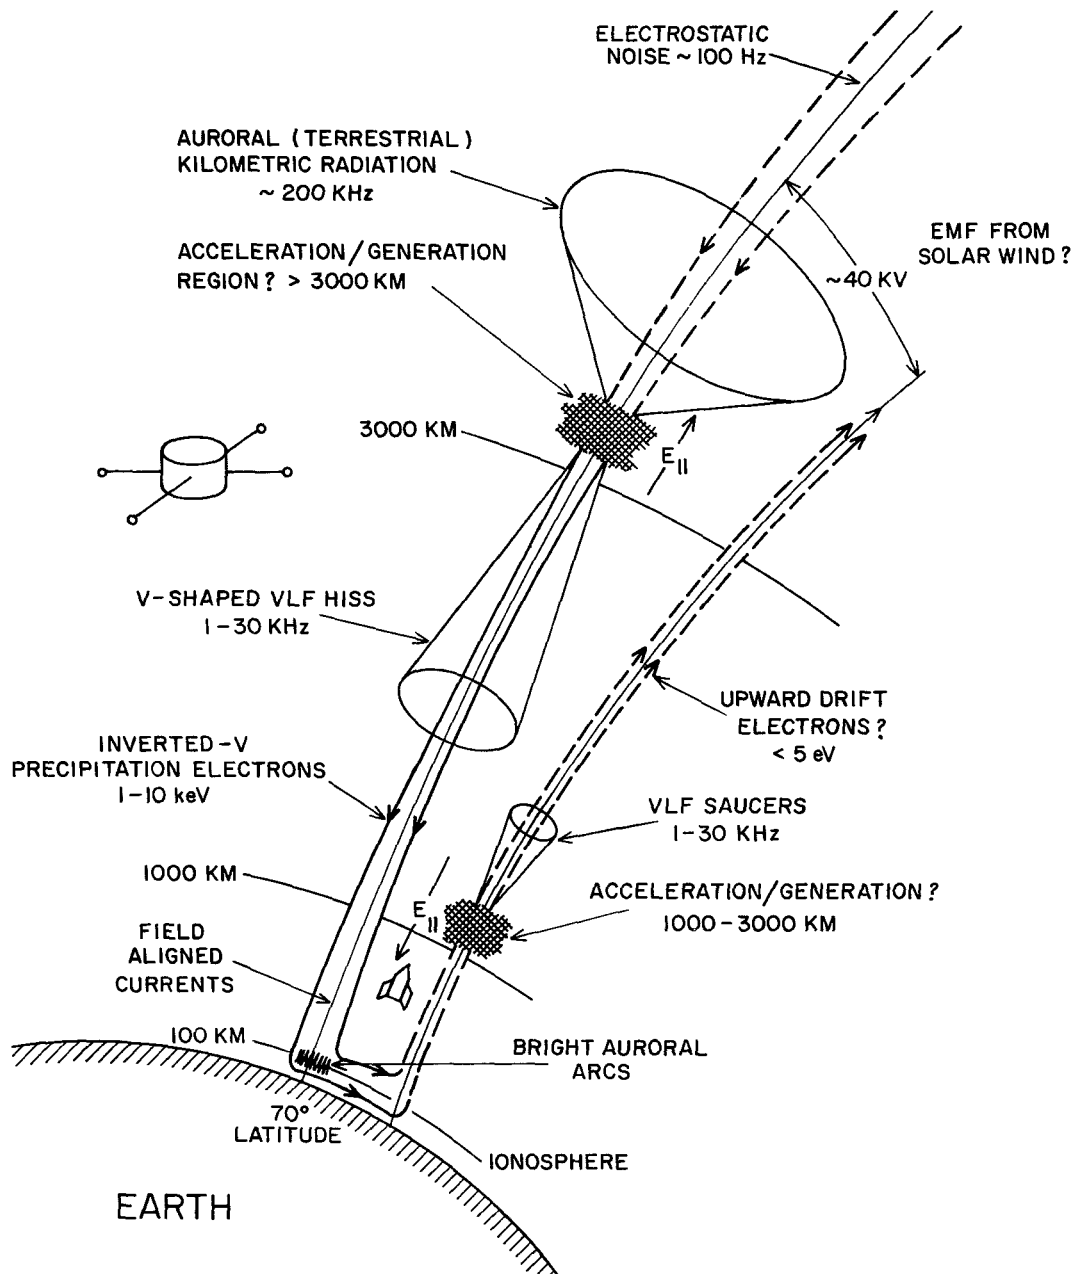 ELECTROSTATIC
NOISE ~ 100 Hz
AURORAL (TERRESTRIAL)
KILOMETRIC RADIATION
~ 200 KHz
ACCELERATION/GENERATION
REGION? > 3000 KM
EMF FROM
SOLAR WIND?
~40 KV
3000 KM
E||
V-SHAPED VLF HISS
1-30 KHz
UPWARD DRIFT
ELECTRONS?
< 5 eV
INVERTED-V
PRECIPITATION ELECTRONS
1-10 keV
VLF SAUCERS
1-30 KHz
1000 KM
ACCELERATION/GENERATION?
1000-3000 KM
E||
FIELD
ALIGNED
CURRENTS
100 KM
BRIGHT AURORAL
ARCS
70°
LATITUDE
IONOSPHERE
EARTH